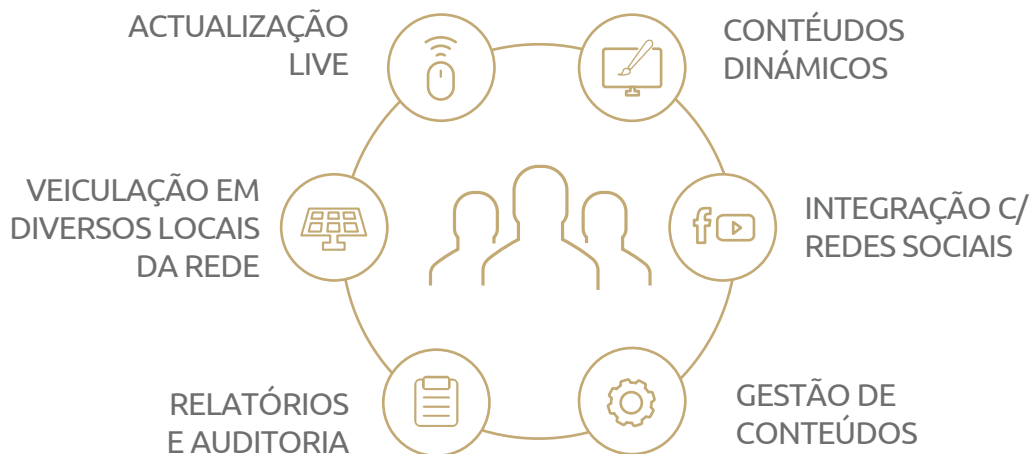 ACTUALIZAÇÃO
LIVE
CONTÉUDOS
DINÁMICOS
VEICULAÇÃO EM
DIVERSOS LOCAIS
DA REDE
INTEGRAÇÃO C/
REDES SOCIAIS
RELATÓRIOS
E AUDITORIA
GESTÃO DE
CONTEÚDOS